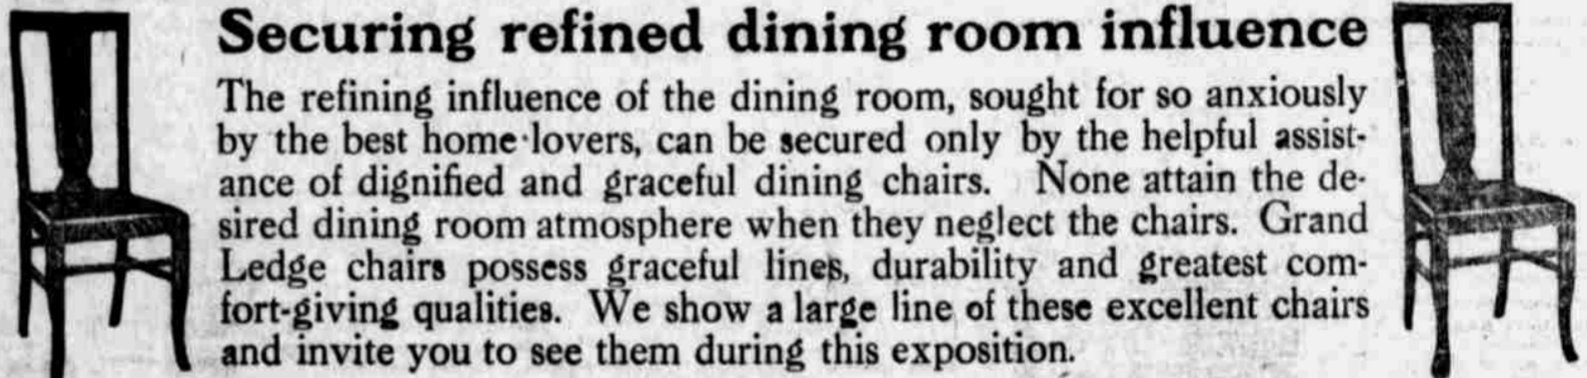 Securing refined dining room influence
The refining influence of the dining room, sought for so anxiously
by the best home lovers, can be secured only by the helpful assist-
ance of dignified and graceful dining chairs. None attain the de-
sired dining room atmosphere when they neglect the chairs. Grand
Ledge chairs possess graceful lines, durability and greatest com-
fort-giving qualities. We show a large line of these excellent chairs
and invite you to see them during this exposition.